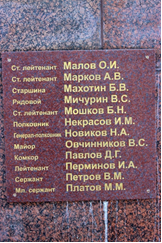 Ст. лейтенант Малов О.И.
Ст. лейтенант Марков А.В.
Старшина Махотин Б.В.
Рядовой Мичурин В.С.
Ст. лейтенант Мошков Б.Н.
Полковник Некрасов И.М.
Генерал-полковник Новиков Н.А.
Майор Овчинников В.С.
Комкор Павлов Д.Г.
Лейтенант Перминов И.А.
Сержант Петров В.М.
Мл. сержант Платов М.М.